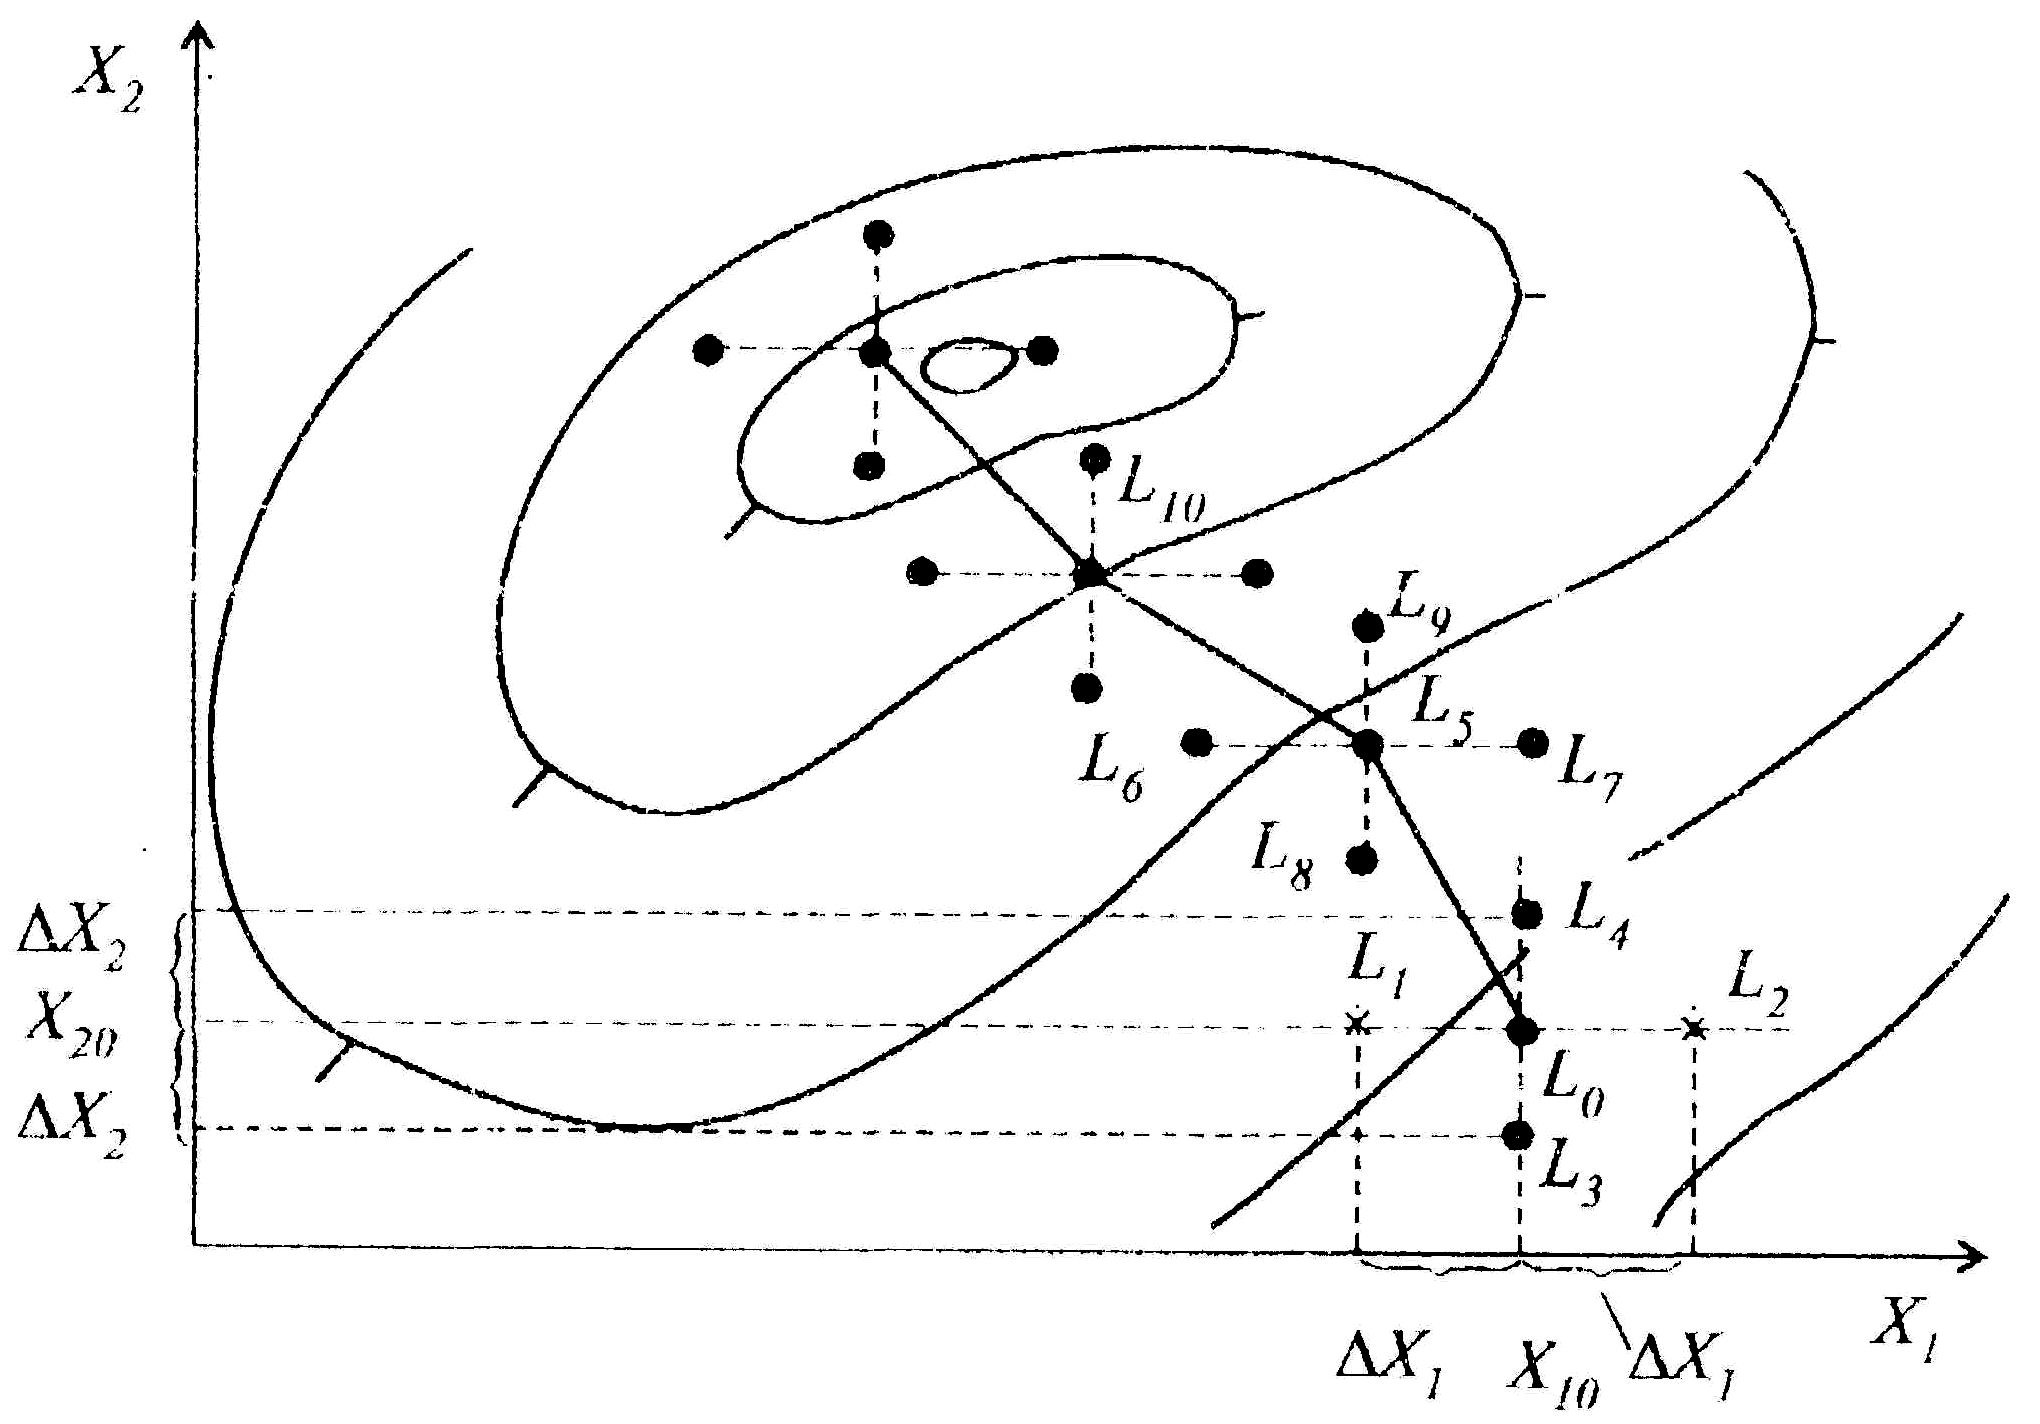 X₂
L₁₀
L₉
L₅
L₆
L₇
L₈
ΔX₂
L₄
L₁
L₂
X₂₀
L₀
ΔX₂
L₃
X₁
ΔX₁ X₁₀ ΔX₁